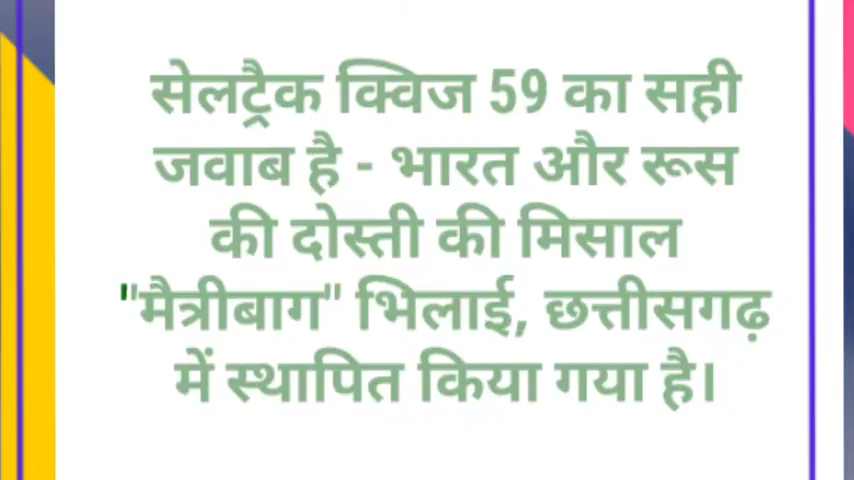 सेलट्रैक क्विज 59 का सही
जवाब है - भारत और रूस
की दोस्ती की मिसाल
"मैत्रीबाग" भिलाई, छत्तीसगढ़
में स्थापित किया गया है।